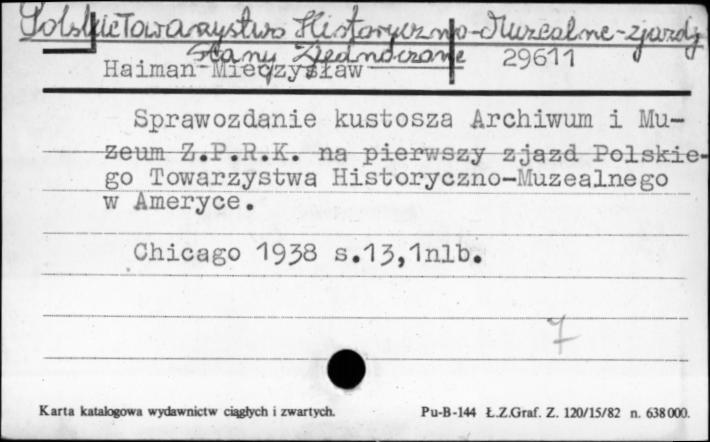 Polskie Towarzystwo Historyczno-Muzealne-zjazdy
Stany Zjednoczone 29611
Haiman Mieczysław
Sprawozdanie kustosza Archiwum i Mu-
zeum Z.P.R.K. na pierwszy zjazd Polskie-
go Towarzystwa Historyczno-Muzealnego
w Ameryce.
Chicago 1938 s.13,1nlb.
7
Karta katalogowa wydawnictw ciągłych i zwartych. Pu-B-144 Ł.Z.Graf. Z. 120/15/82 n. 638000.